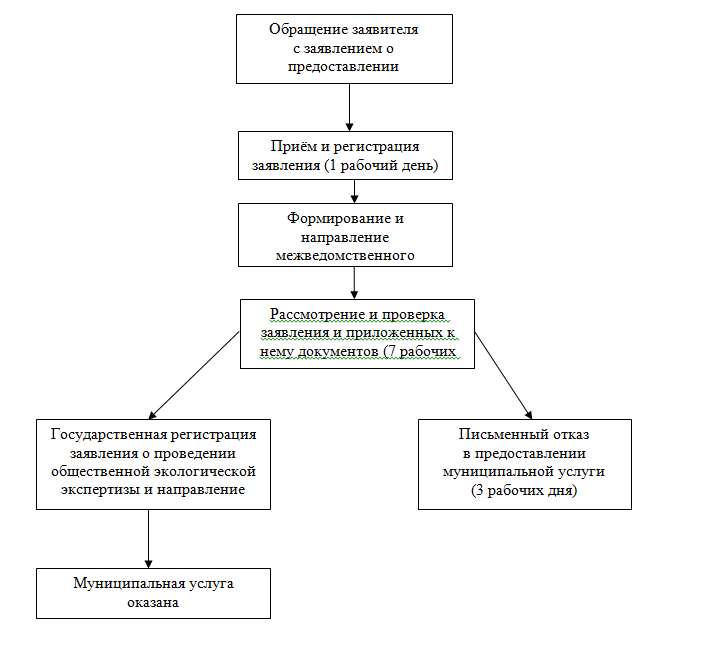 Обращение заявителя
с заявлением о
предоставлении
Приём и регистрация
заявления (1 рабочий день)
Формирование и
направление
межведомственного
Рассмотрение и проверка
заявления и приложенных к
нему документов (7 рабочих
Государственная регистрация
заявления о проведении
общественной экологической
экспертизы и направление
Письменный отказ
в предоставлении
муниципальной услуги
(3 рабочих дня)
Муниципальная услуга
оказана